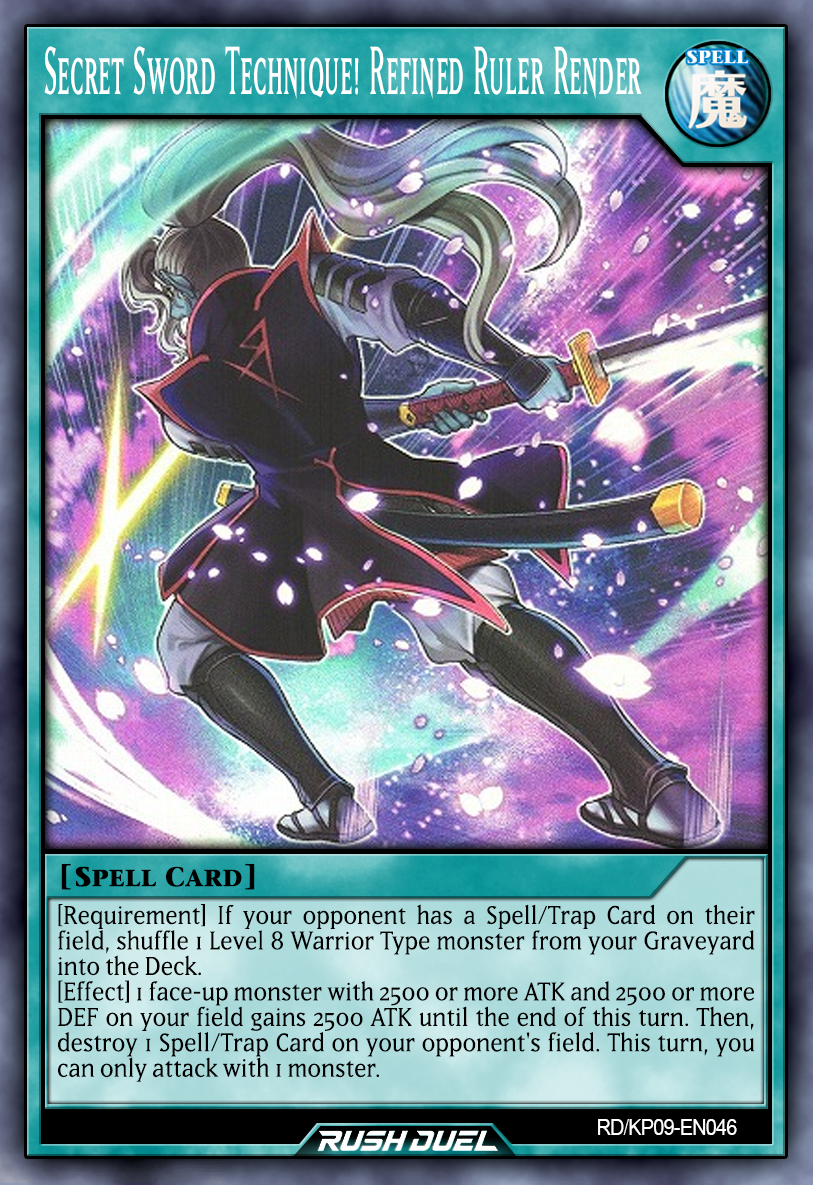 Secret Sword Technique! Refined Ruler Render
SPELL
魔
[Spell Card]
[Requirement] If your opponent has a Spell/Trap Card on their
field, shuffle 1 Level 8 Warrior Type monster from your Graveyard
into the Deck.
[Effect] 1 face-up monster with 2500 or more ATK and 2500 or more
DEF on your field gains 2500 ATK until the end of this turn. Then,
destroy 1 Spell/Trap Card on your opponent's field. This turn, you
can only attack with 1 monster.
RD/KP09-EN046
RUSH DUEL